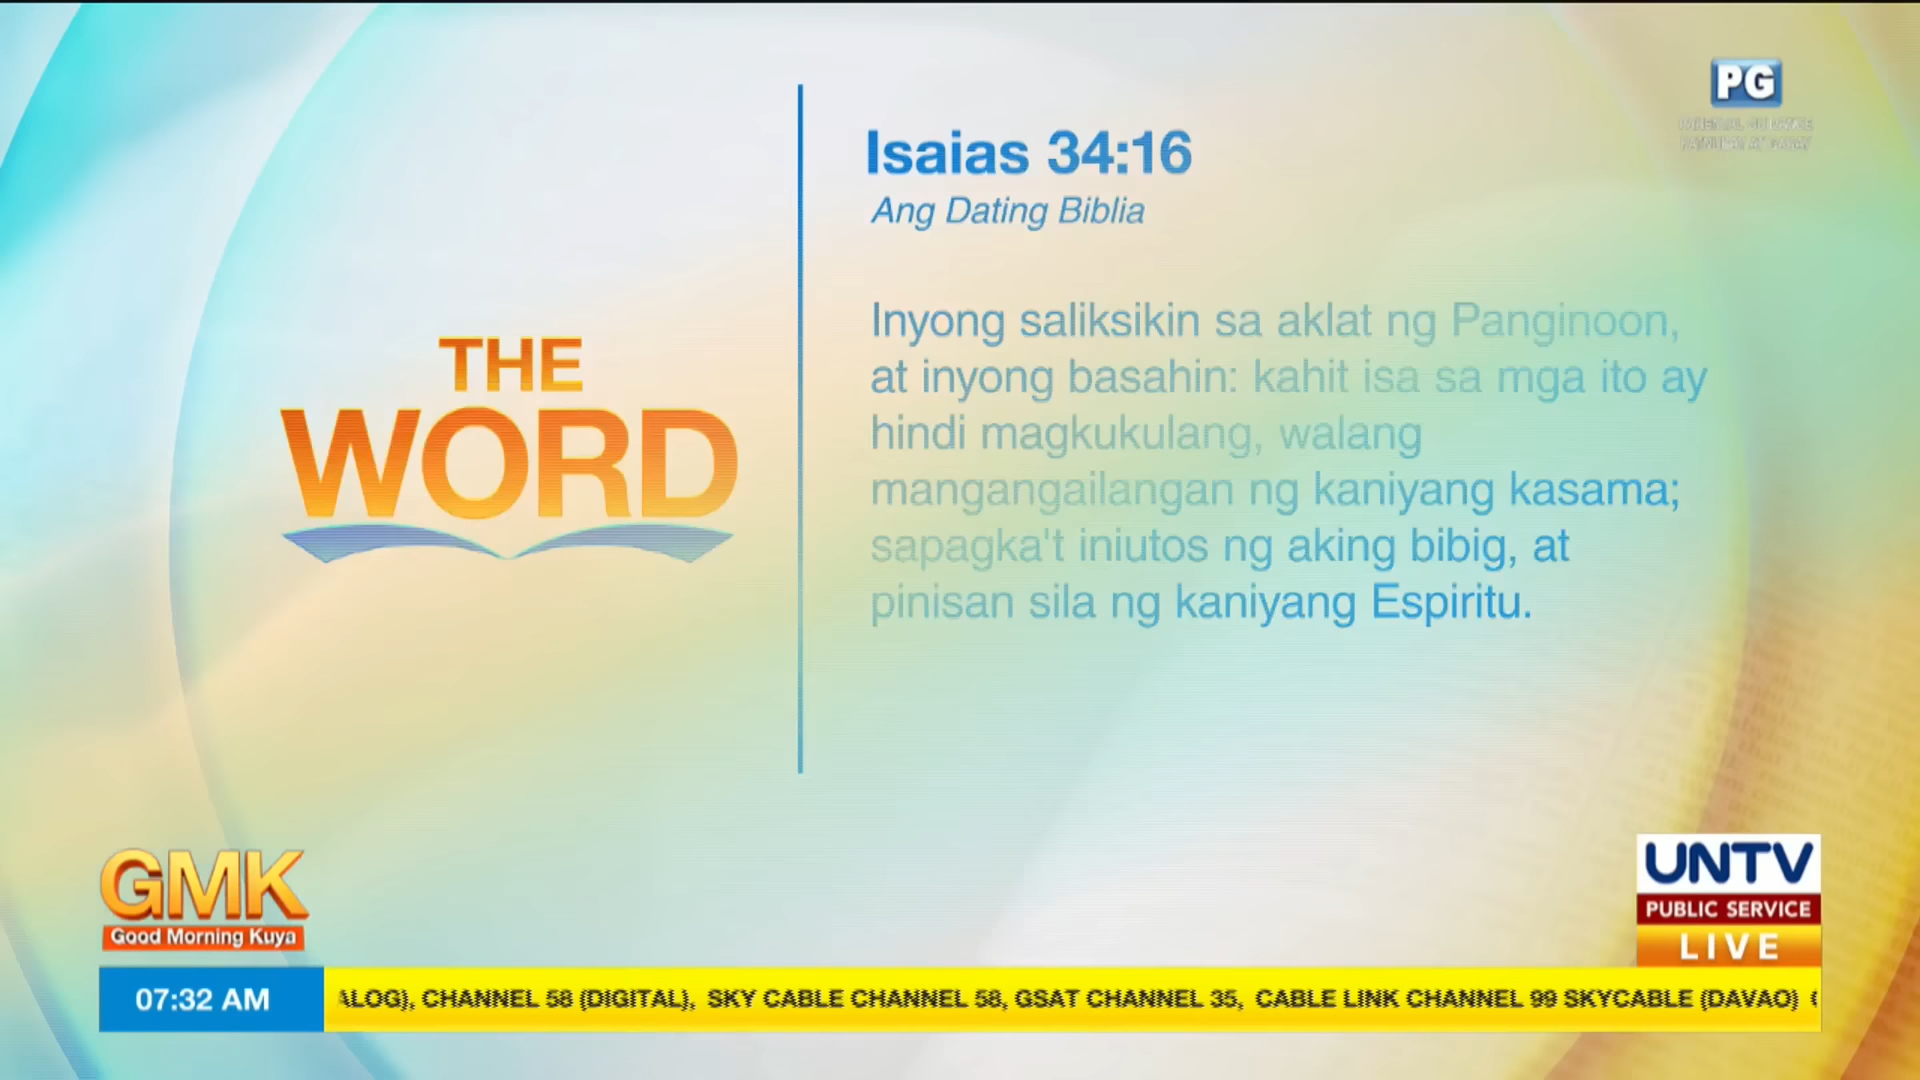 PG
Isaias 34:16
Ang Dating Biblia
Inyong saliksikin sa aklat ng Panginoon,
at inyong basahin: kahit isa sa mga ito ay
hindi magkukulang, walang
mangangailangan ng kaniyang kasama;
sapagka't iniutos ng aking bibig, at
pinisan sila ng kaniyang Espiritu.
THE
WORD
GMK
Good Morning Kuya
UNTV
PUBLIC SERVICE
LIVE
07:32 AM
ALOG), CHANNEL 58 (DIGITAL), SKY CABLE CHANNEL 58, GSAT CHANNEL 35, CABLE LINK CHANNEL 99 SKYCABLE (DAVAO)